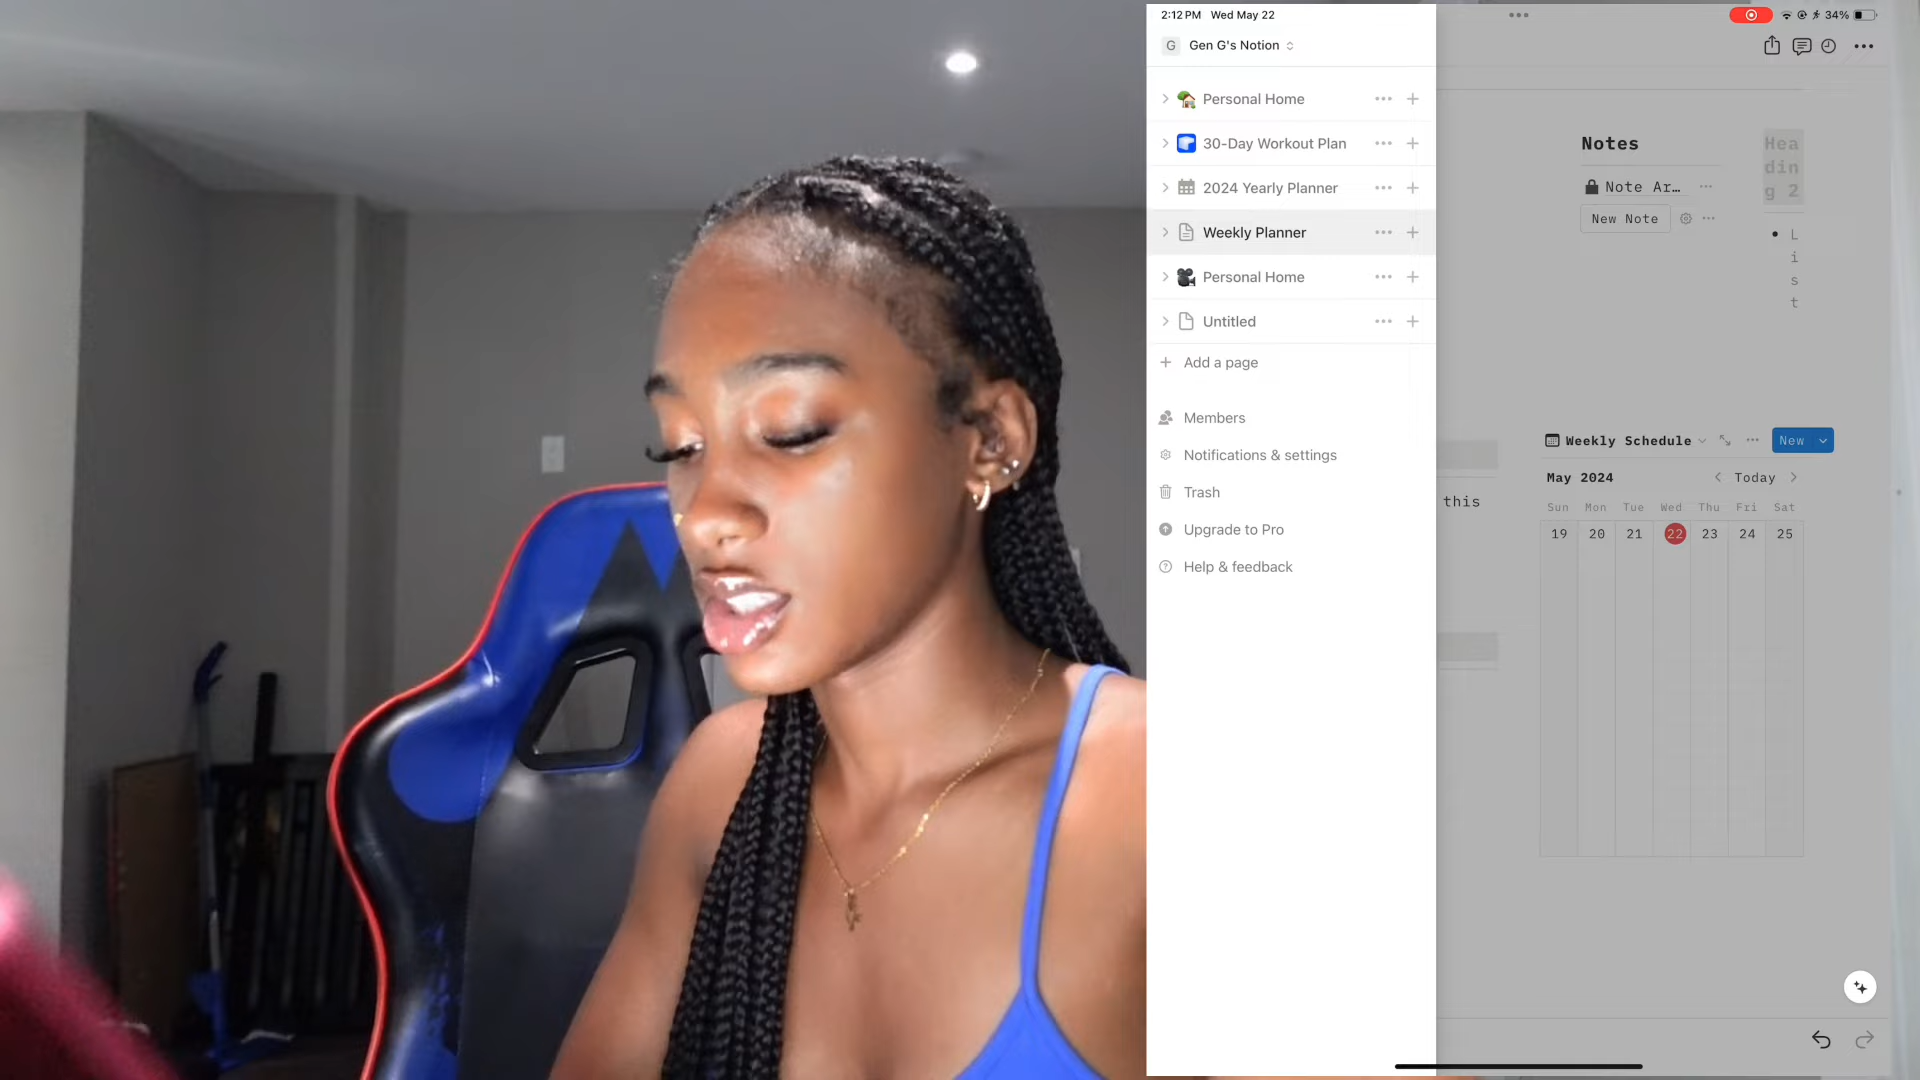 2:12 PM Wed May 22
34%
G Gen G's Notion
Personal Home
30-Day Workout Plan
2024 Yearly Planner
Weekly Planner
Personal Home
Untitled
Add a page
Members
Notifications & settings
Trash
Upgrade to Pro
Help & feedback
Notes
Note Ar...
New Note
Hea
din
g 2
L
i
s
t
this
Weekly Schedule
New
May 2024
Today
Sun Mon Tue Wed Thu Fri Sat
19 20 21 22 23 24 25